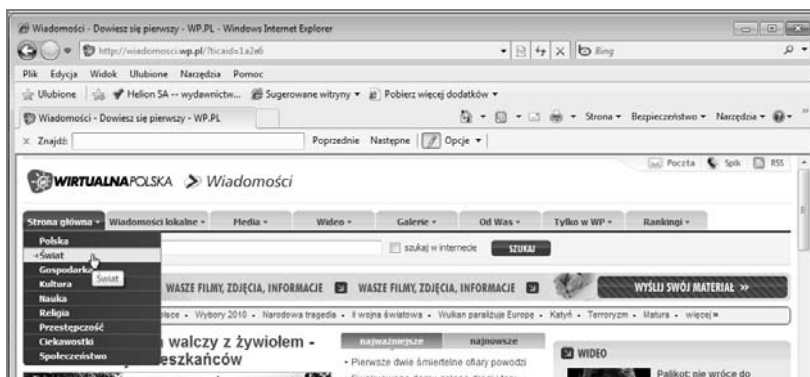 Wiadomości - Dowiesz się pierwszy - WP.PL - Windows Internet Explorer
http://wiadomosci.wp.pl/?ticaid=1a2e6 Bing
Plik Edycja Widok Ulubione Narzędzia Pomoc
Ulubione Helion SA -- wydawnictw... Sugerowane witryny Pobierz więcej dodatków
Wiadomości - Dowiesz się pierwszy - WP.PL Strona Bezpieczeństwo Narzędzia
Znajdź: Poprzednie Następne Opcje
Poczta Spik RSS
WIRTUALNAPOLSKA Wiadomości
Strona główna Wiadomości lokalne Media Wideo Galerie Od Was Tylko w WP Rankingi
Polska
Świat szukaj w internecie SZUKAJ
Gospodarka
Świat
Kultura WASZE FILMY, ZDJĘCIA, INFORMACJE WASZE FILMY, ZDJĘCIA, INFORMACJE WYŚLIJ SWÓJ MATERIAŁ >>
Nauka
Religia Wybory 2010 • Narodowa tragedia • II wojna światowa • Wulkan paraliżuje Europę • Katyń • Terroryzm • Matura • więcej »
Przestępczość
Ciekawostki walczy z żywiołem - najważniejsze najnowsze
Społeczeństwo WIDEO
• Pierwsze dwie śmiertelne ofiary powodzi
Palikot: nie wrócę do